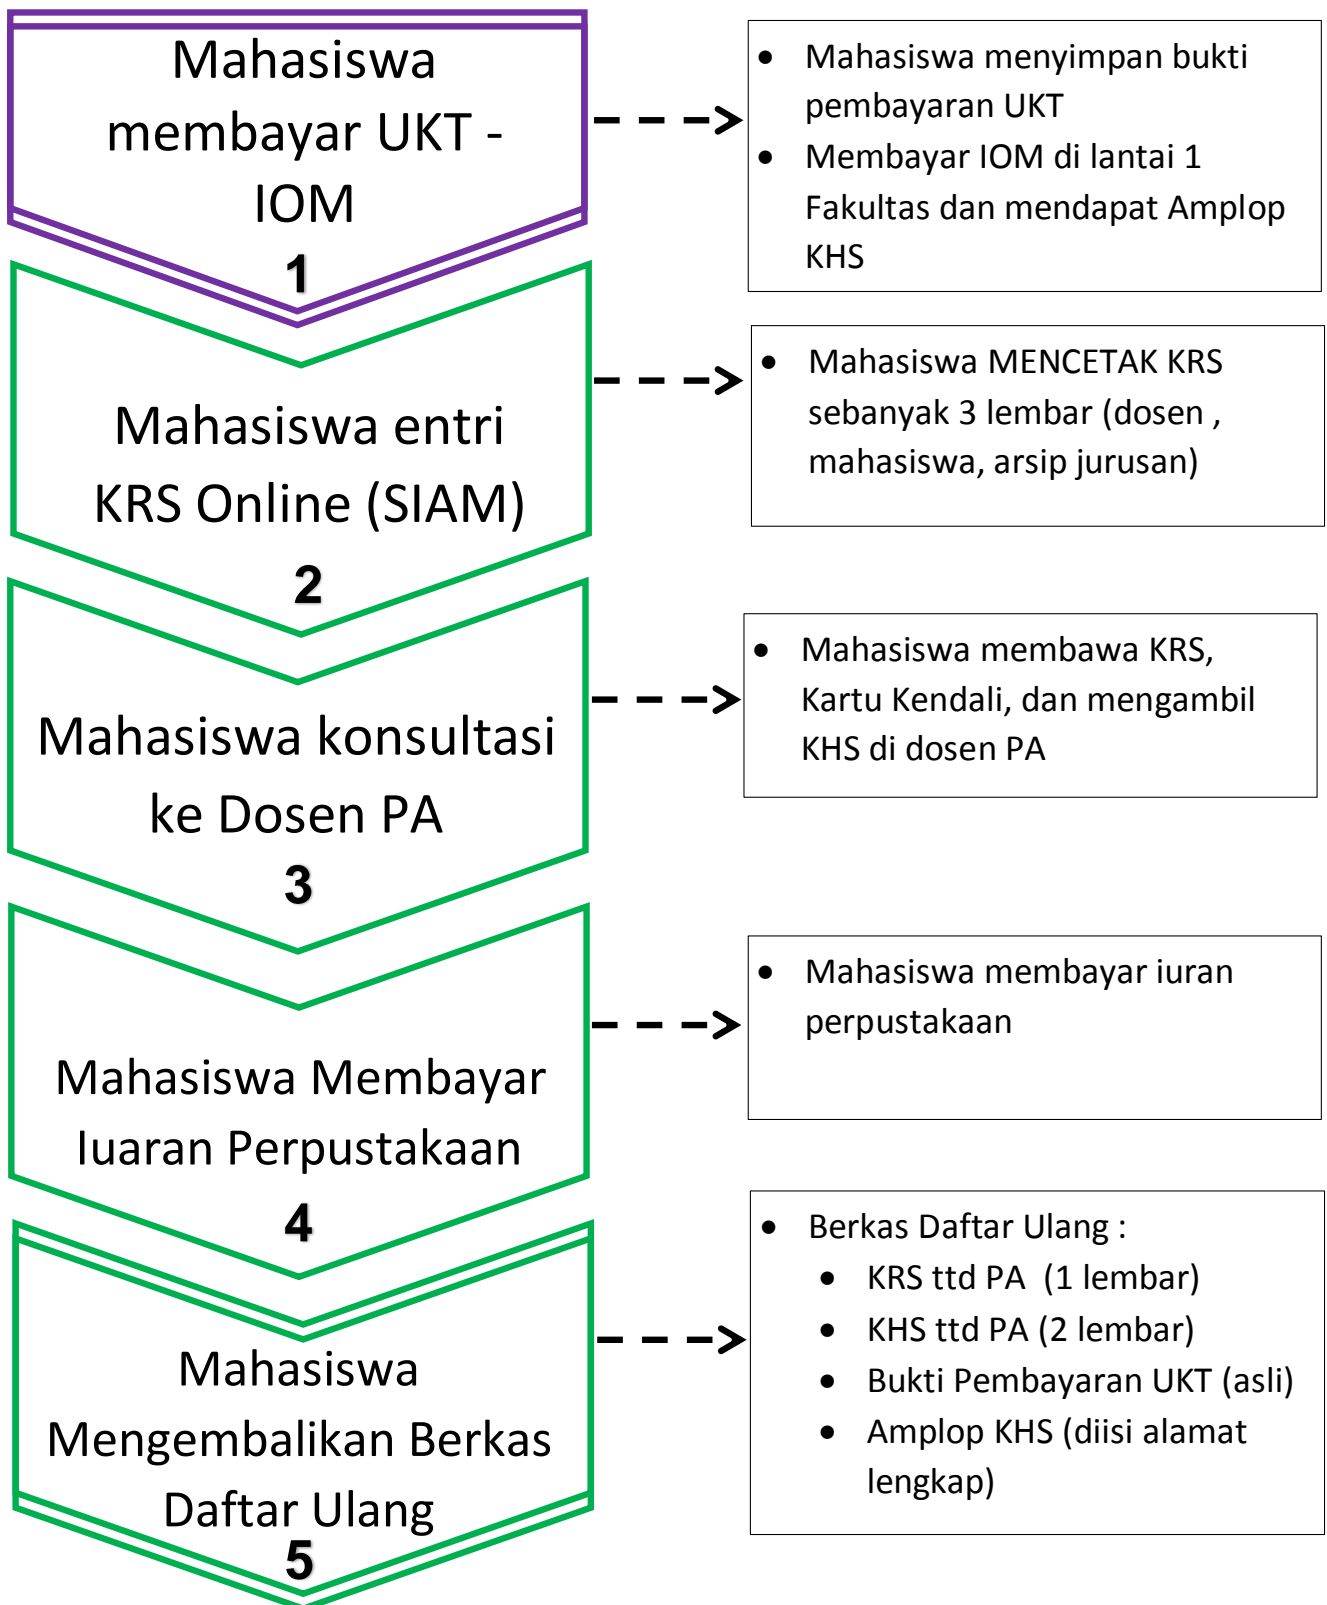 Mahasiswa
membayar UKT -
IOM
1
• Mahasiswa menyimpan bukti
pembayaran UKT
• Membayar IOM di lantai 1
Fakultas dan mendapat Amplop
KHS
Mahasiswa entri
KRS Online (SIAM)
2
• Mahasiswa MENCETAK KRS
sebanyak 3 lembar (dosen ,
mahasiswa, arsip jurusan)
Mahasiswa konsultasi
ke Dosen PA
3
• Mahasiswa membawa KRS,
Kartu Kendali, dan mengambil
KHS di dosen PA
Mahasiswa Membayar
Iuaran Perpustakaan
4
• Mahasiswa membayar iuran
perpustakaan
Mahasiswa
Mengembalikan Berkas
Daftar Ulang
5
• Berkas Daftar Ulang :
• KRS ttd PA (1 lembar)
• KHS ttd PA (2 lembar)
• Bukti Pembayaran UKT (asli)
• Amplop KHS (diisi alamat
lengkap)